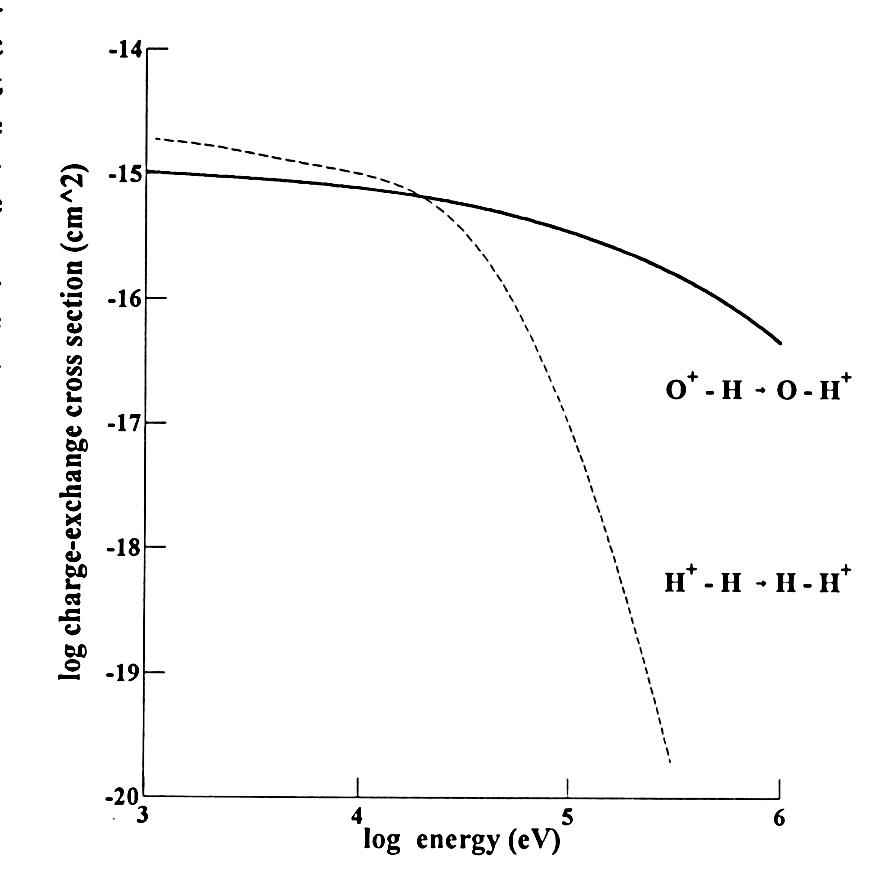 -14
-15
-16
-17
-18
-19
-20
log charge-exchange cross section (cm^2)
O+ - H → O - H+
H+ - H → H - H+
3 4 5 6
log energy (eV)